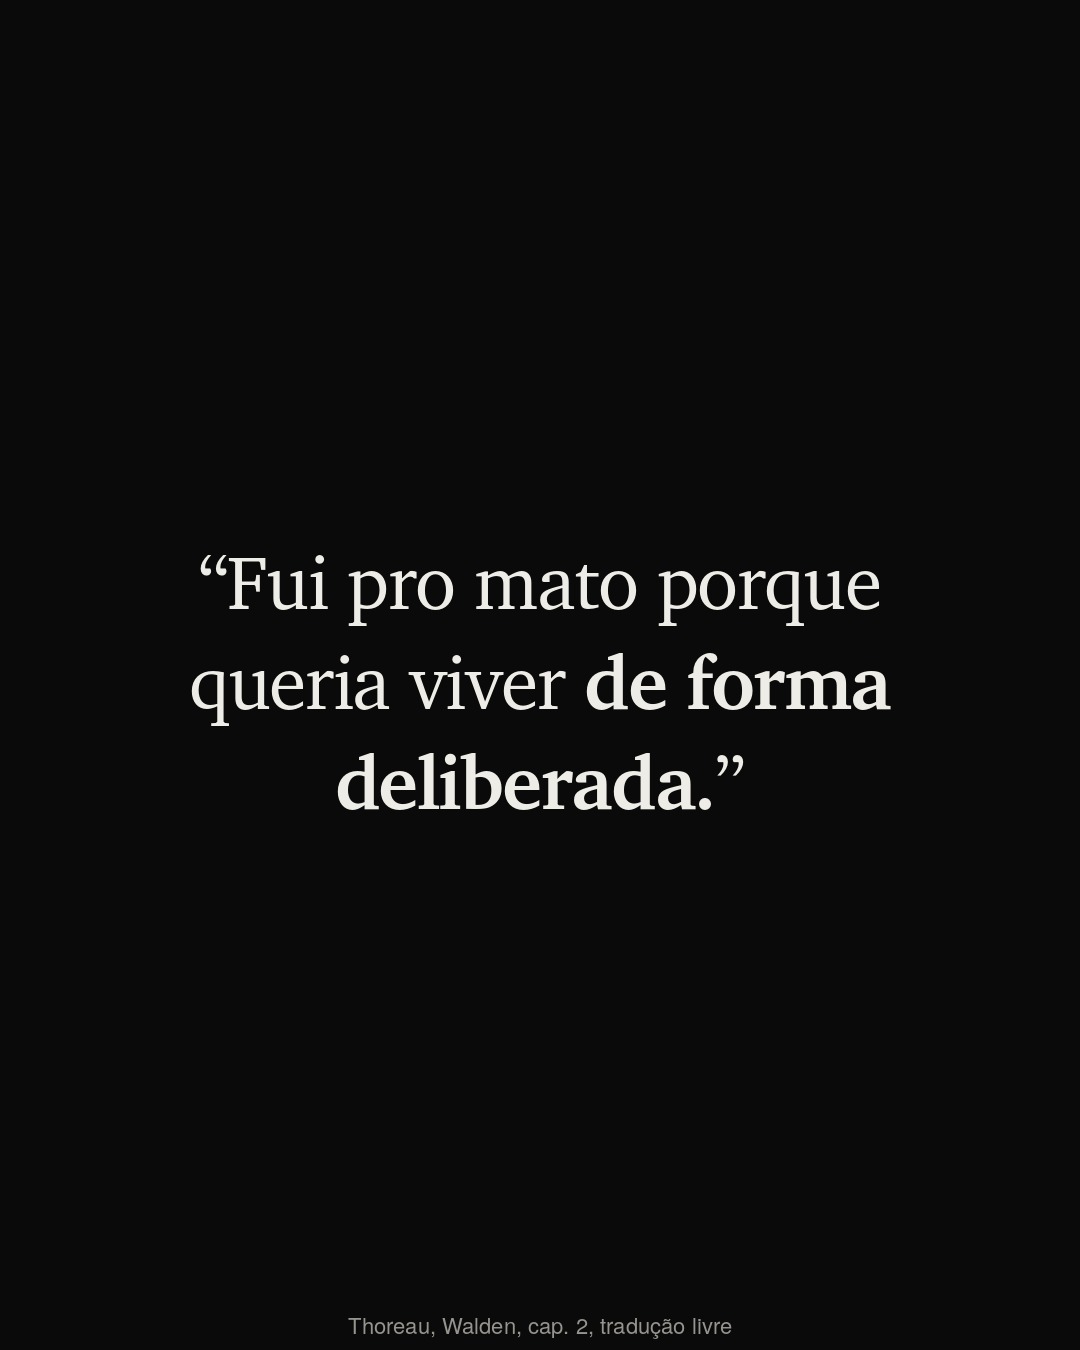 “Fui pro mato porque
queria viver de forma
deliberada.”
Thoreau, Walden, cap. 2, tradução livre